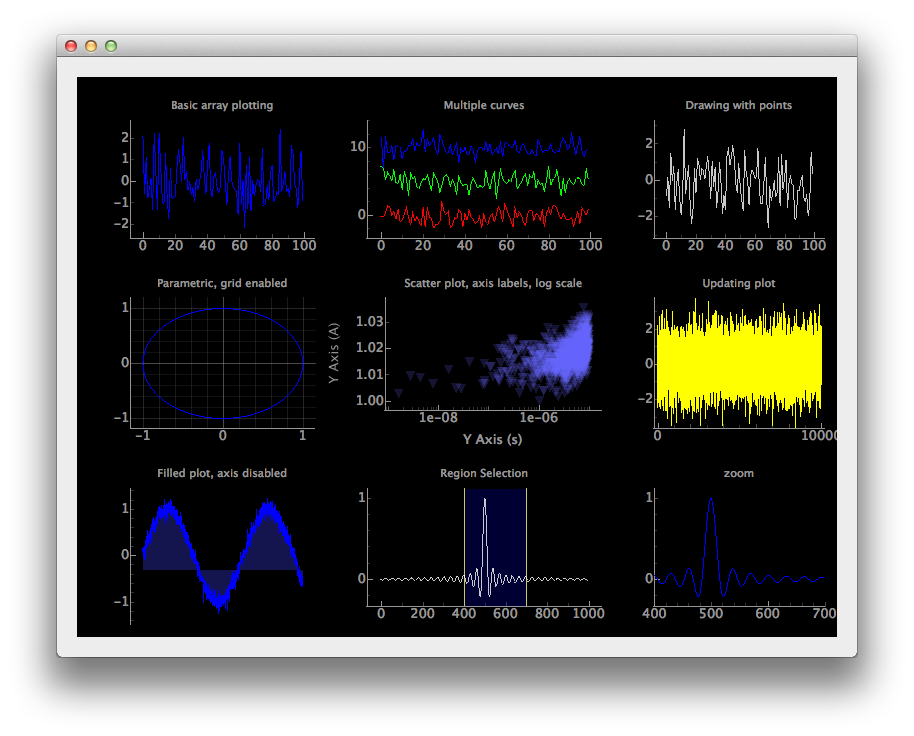 Basic array plotting
Multiple curves
Drawing with points
2
1
0
−1
−2
0 20 40 60 80 100
10
0
0 20 40 60 80 100
2
0
−2
0 20 40 60 80 100
Parametric, grid enabled
Scatter plot, axis labels, log scale
Updating plot
1
0
−1
−1 0 1
Y Axis (A)
1.03
1.02
1.01
1.00
1e−08 1e−06
Y Axis (s)
2
0
−2
0 10000
Filled plot, axis disabled
Region Selection
zoom
1
0
−1
1
0
0 200 400 600 800 1000
1
0
400 500 600 700